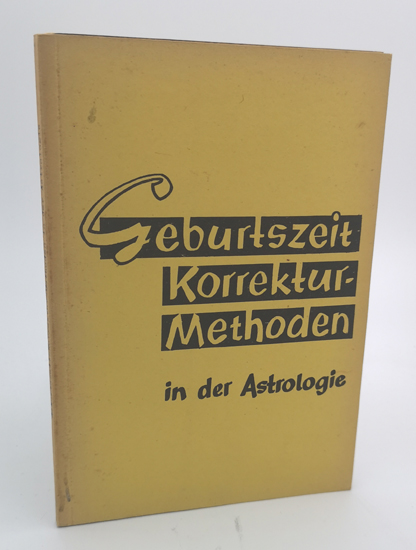 Geburtszeit
Korrektur-
Methoden
in der Astrologie